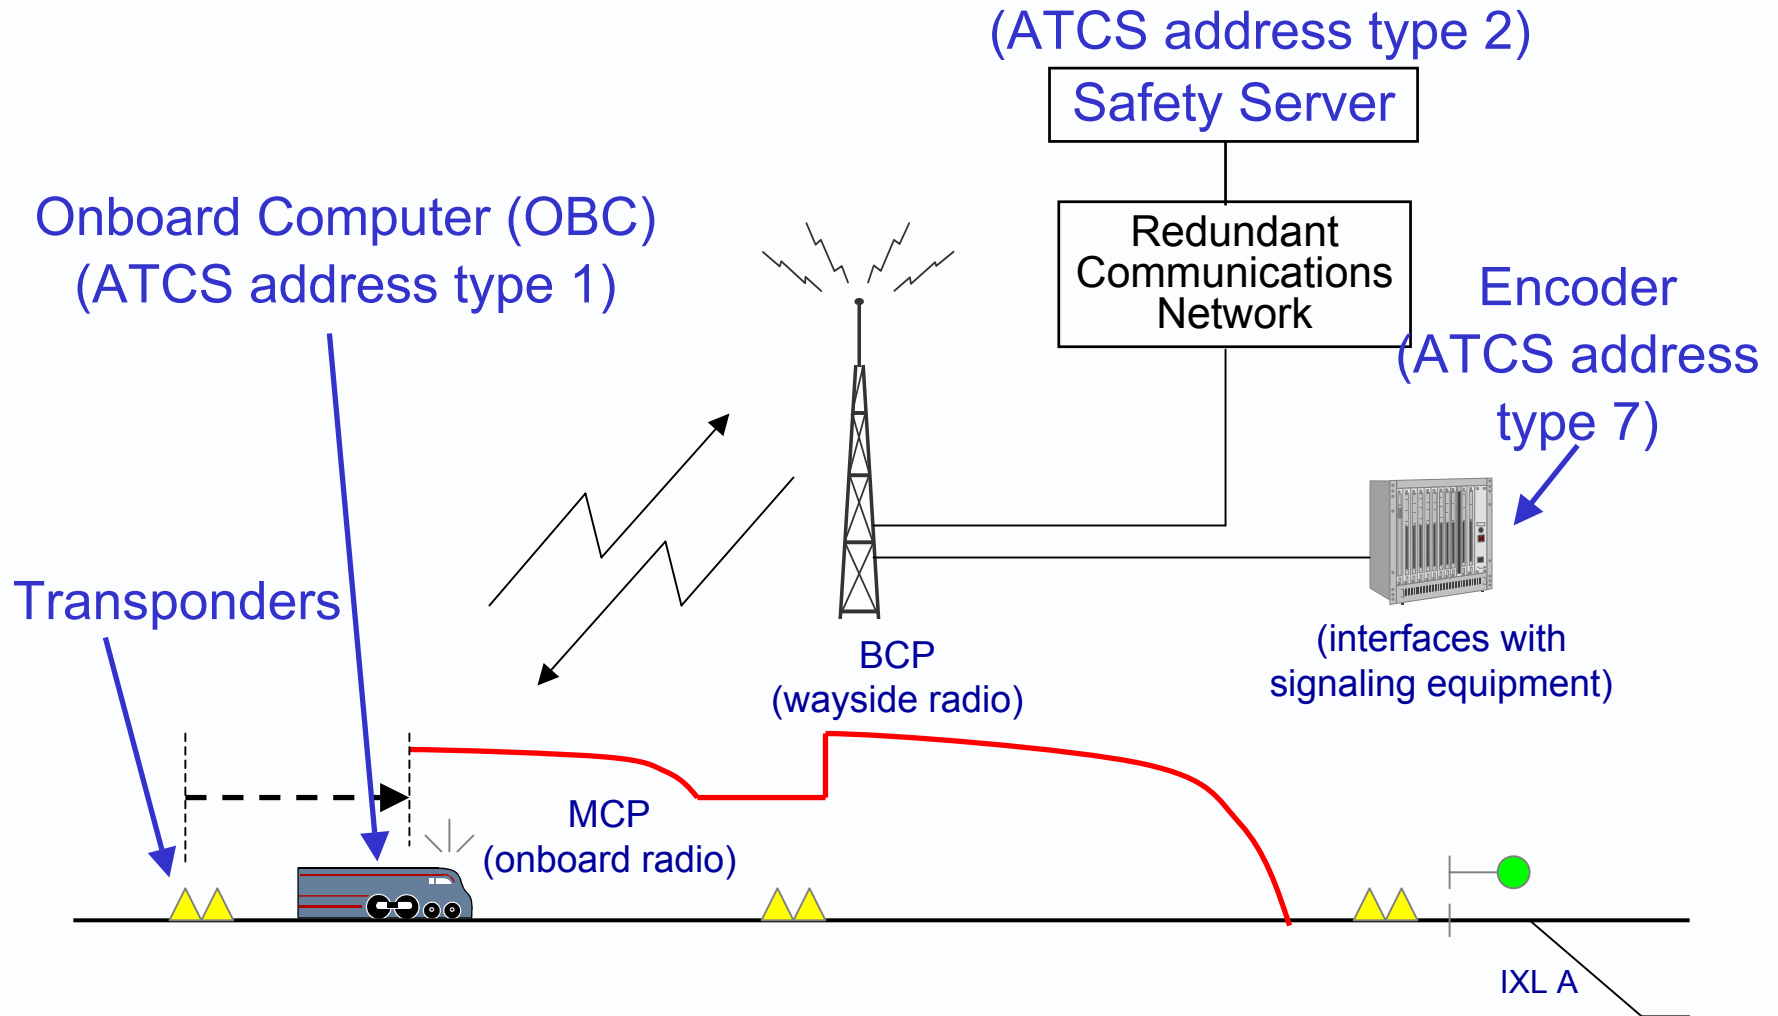 (ATCS address type 2)
Safety Server
Onboard Computer (OBC)
(ATCS address type 1)
Redundant
Communications
Network
Encoder
(ATCS address
type 7)
Transponders
(interfaces with
signaling equipment)
BCP
(wayside radio)
MCP
(onboard radio)
IXL A